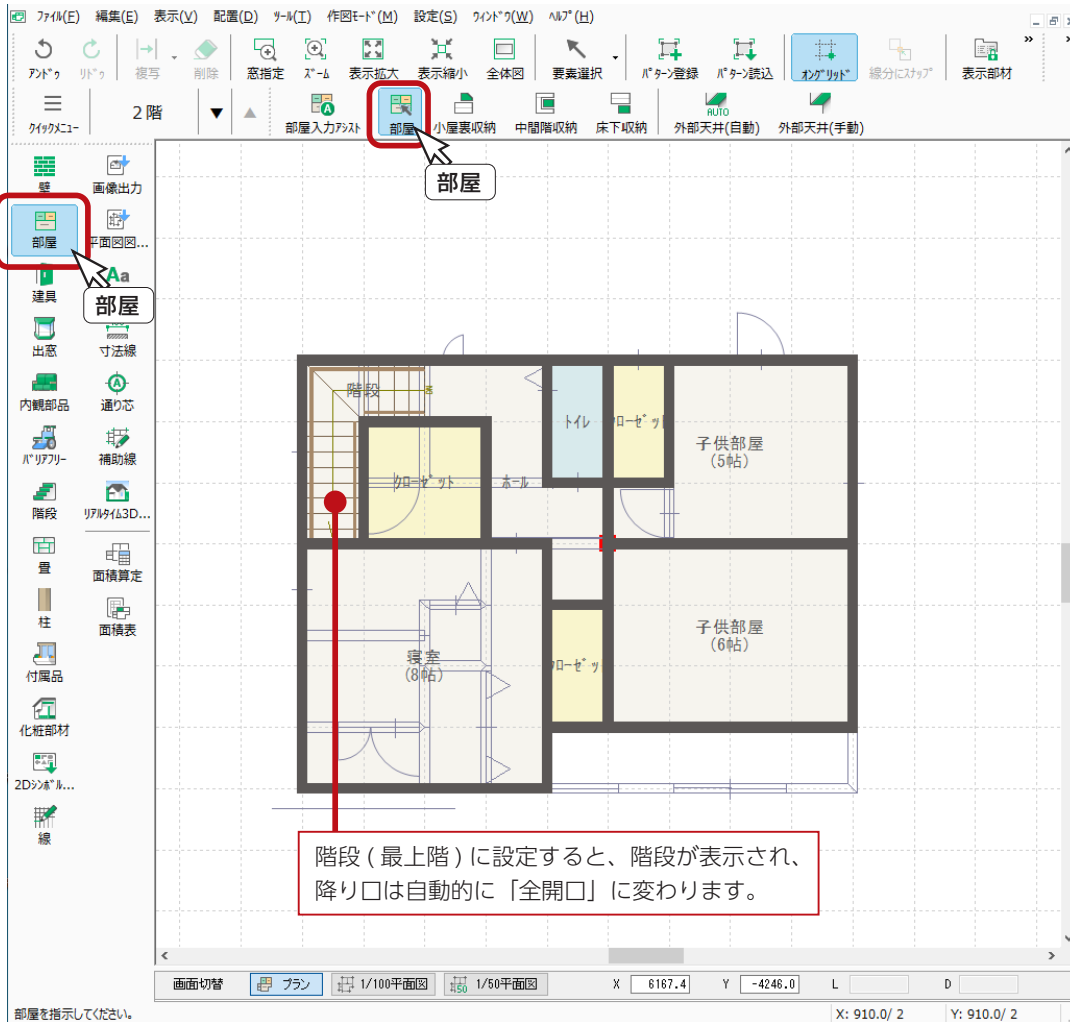 ﾌｧｲﾙ(F) 編集(E) 表示(V) 配置(D) ﾂｰﾙ(T) 作図ﾓｰﾄﾞ(M) 設定(S) ｳｨﾝﾄﾞｳ(W) ﾍﾙﾌﾟ(H)
ｱﾝﾄﾞｩ ﾘﾄﾞｩ 複写 削除 窓指定 ｽﾞｰﾑ 表示拡大 表示縮小 全体図 要素選択 ﾊﾟﾀｰﾝ登録 ﾊﾟﾀｰﾝ読込 ｵﾝｸﾞﾘｯﾄﾞ 線分にｽﾅｯﾌﾟ 表示部材
ｸｲｯｸﾒﾆｭｰ 2 階 部屋入力ｱｼｽﾄ 部屋 小屋裏収納 中間階収納 床下収納 外部天井(自動) 外部天井(手動)
AUTO
部屋
壁 画像出力
部屋 平面図図...
部屋
建具 Aa
出窓 寸法線
内観部品 通り芯
ﾊﾞﾘｱﾌﾘｰ 補助線
階段 ﾘｱﾙﾀｲﾑ3D...
畳 面積算定
柱 面積表
付属品
化粧部材
2Dｼﾝﾎﾞﾙ...
線
階段
トイレ
子供部屋
(5帖)
クローゼット
ホール
子供部屋
(6帖)
寝室
(8帖)
階段 ( 最上階 ) に設定すると、階段が表示され、
降り口は自動的に「全開口」に変わります。
画面切替 プラン 1/100平面図 1/50平面図 X 6167.4 Y -4246.0 L D
部屋を指示してください。 X: 910.0/ 2 Y: 910.0/ 2